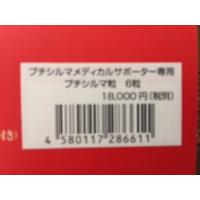 プチシルマメディカルサポーター専用
プチシルマ粒 6粒
18,000円(税別)
4 580117 286611
き)